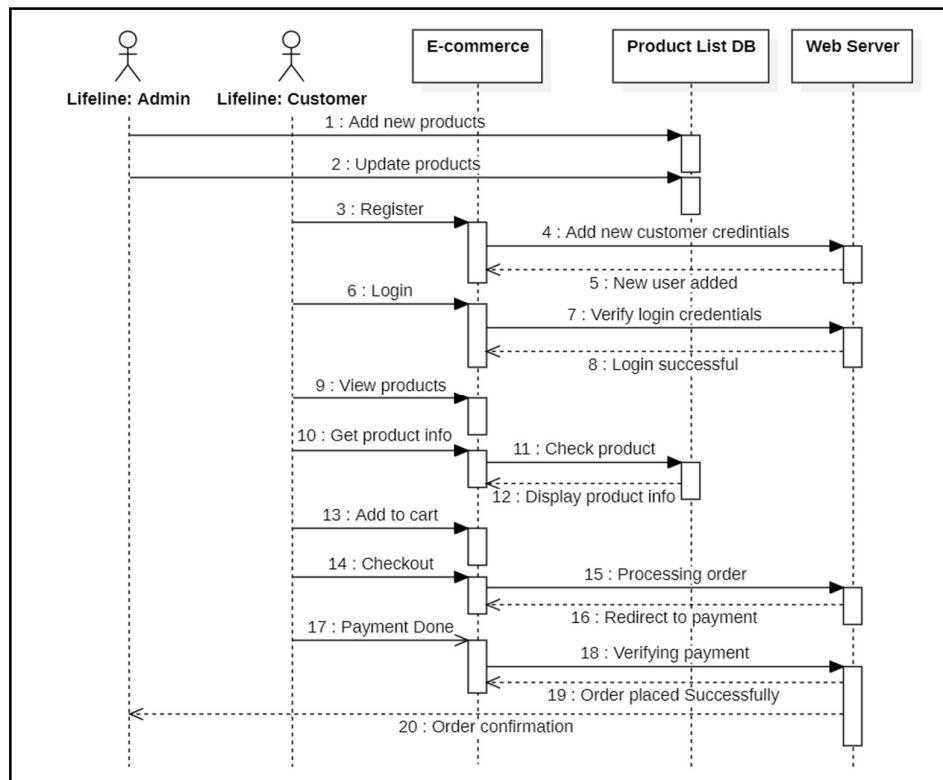 E-commerce
Product List DB
Web Server
Lifeline: Admin
Lifeline: Customer
1 : Add new products
2 : Update products
3 : Register
4 : Add new customer credintials
5 : New user added
6 : Login
7 : Verify login credentials
8 : Login successful
9 : View products
10 : Get product info
11 : Check product
12 : Display product info
13 : Add to cart
14 : Checkout
15 : Processing order
16 : Redirect to payment
17 : Payment Done
18 : Verifying payment
19 : Order placed Successfully
20 : Order confirmation